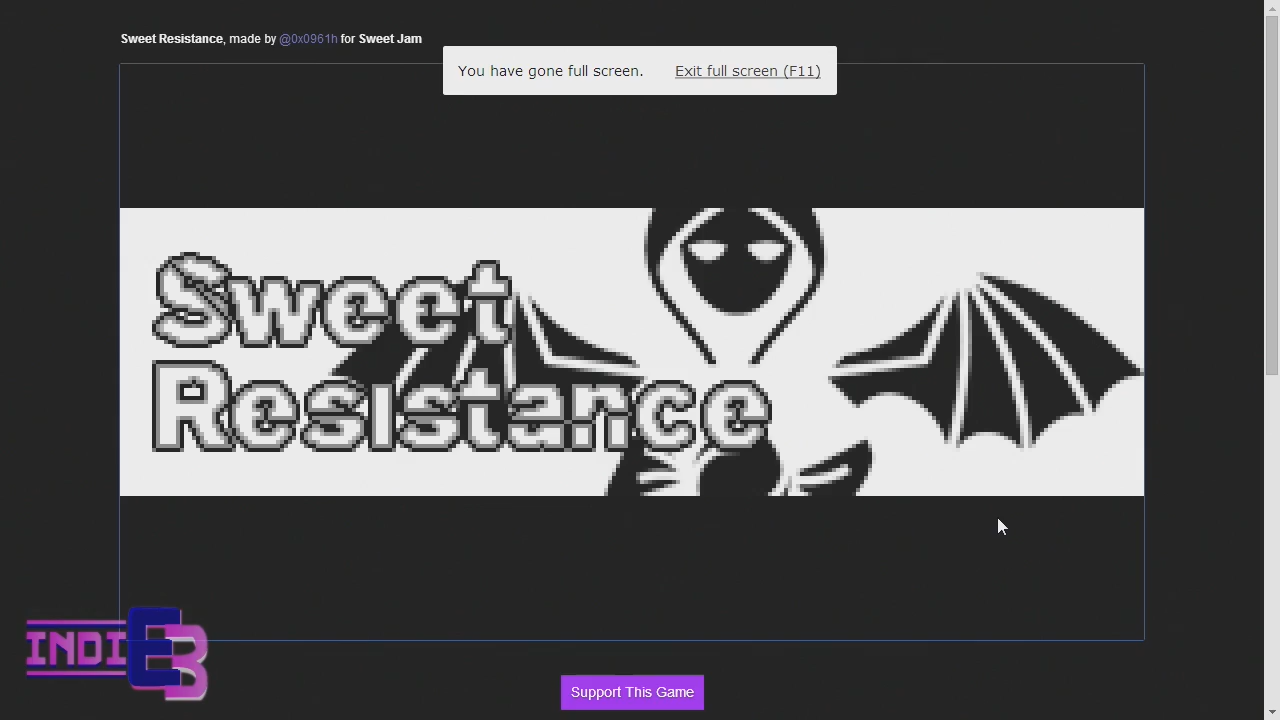 Sweet Resistance, made by @0x0961h for Sweet Jam
You have gone full screen. Exit full screen (F11)
Sweet
Resistance
INDIE3
Support This Game